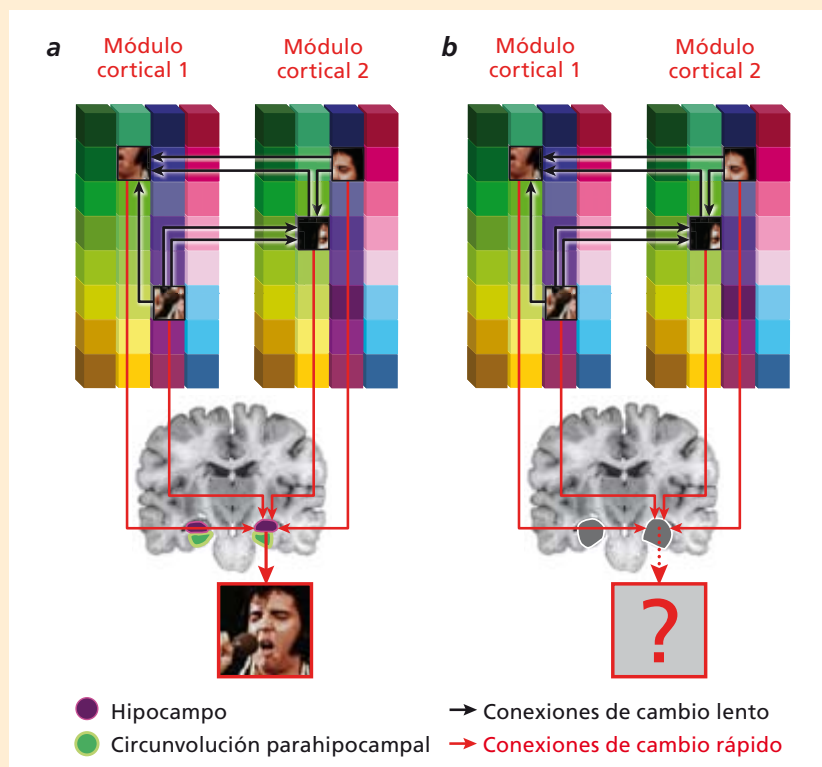 a
Módulo
cortical 1
Módulo
cortical 2
b
Módulo
cortical 1
Módulo
cortical 2
?
Hipocampo
Circunvolución parahipocampal
Conexiones de cambio lento
Conexiones de cambio rápido